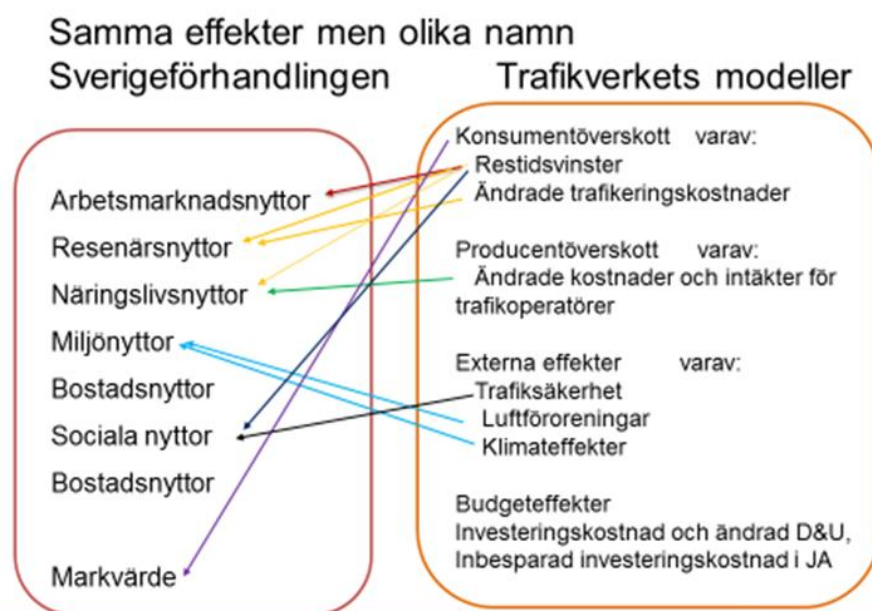 Samma effekter men olika namn
Sverigeförhandlingen
Trafikverkets modeller
Arbetsmarknadsnyttor
Resenärsnyttor
Näringslivsnyttor
Miljönyttor
Bostadsnyttor
Sociala nyttor
Bostadsnyttor
Markvärde
Konsumentöverskott varav:
Restidsvinster
Ändrade trafikeringskostnader
Producentöverskott varav:
Ändrade kostnader och intäkter för
trafikoperatörer
Externa effekter varav:
Trafiksäkerhet
Luftföroreningar
Klimateffekter
Budgeteffekter
Investeringskostnad och ändrad D&U,
Inbesparad investeringskostnad i JA